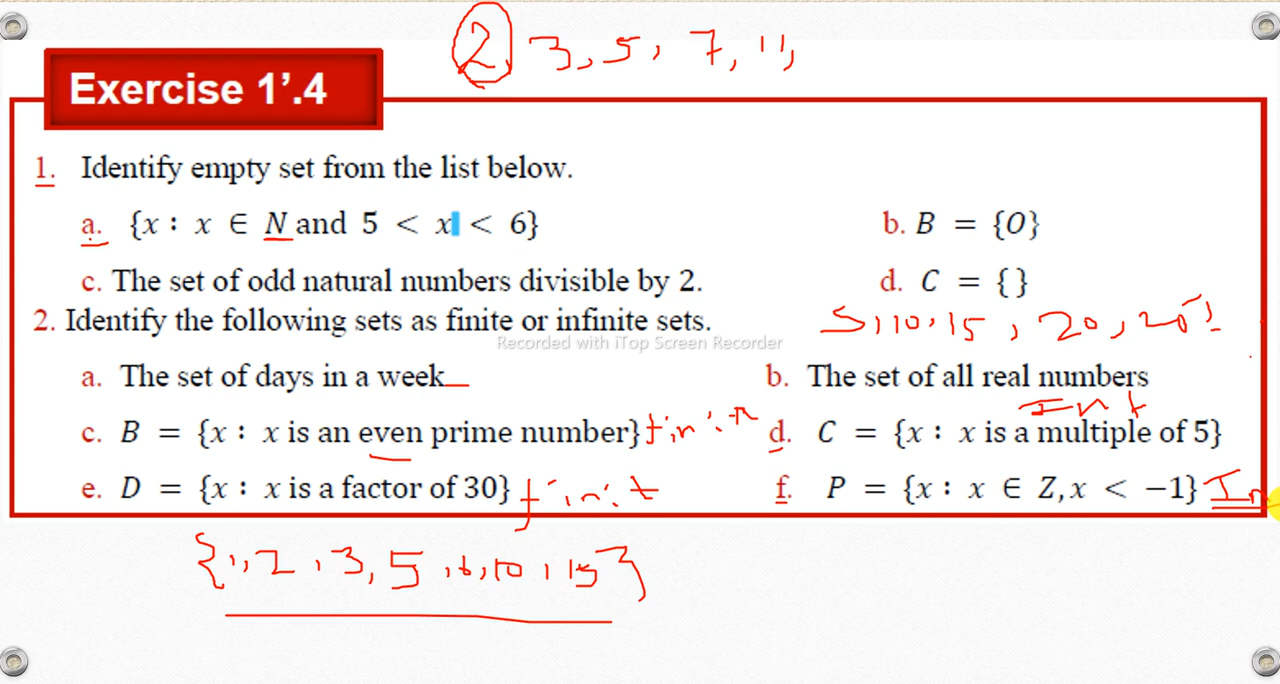 2, 3, 5, 7, 11,
Exercise 1’.4
1. Identify empty set from the list below.
a. {x : x ∈ N and 5 < x < 6} b. B = {O}
c. The set of odd natural numbers divisible by 2. d. C = {}
2. Identify the following sets as finite or infinite sets.
5, 10, 15, 20, 25
Recorded with iTop Screen Recorder
a. The set of days in a week b. The set of all real numbers
Inf
c. B = {x : x is an even prime number} d. C = {x : x is a multiple of 5}
e. D = {x : x is a factor of 30} finit f. P = {x : x ∈ Z, x < −1} In
{1, 2, 3, 5, 6, 10, 15}